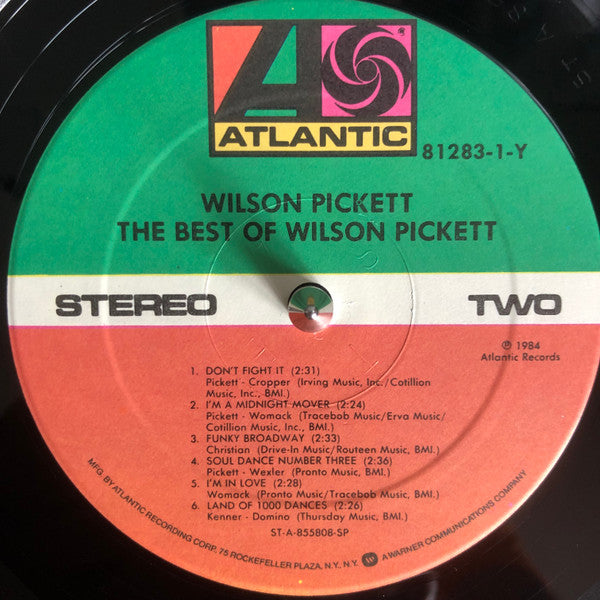 ATLANTIC
®
81283-1-Y
WILSON PICKETT
THE BEST OF WILSON PICKETT
STEREO
TWO
℗ 1984
Atlantic Records
1. DON'T FIGHT IT (2:31)
Pickett - Cropper (Irving Music, Inc./Cotillion
Music, Inc., BMI.)
2. I'M A MIDNIGHT MOVER (2:24)
Pickett - Womack (Tracebob Music/Erva Music/
Cotillion Music, Inc., BMI.)
3. FUNKY BROADWAY (2:33)
Christian (Drive-In Music/Routeen Music, BMI.)
4. SOUL DANCE NUMBER THREE (2:36)
Pickett - Wexler (Pronto Music, BMI.)
5. I'M IN LOVE (2:28)
Womack (Pronto Music/Tracebob Music, BMI.)
6. LAND OF 1000 DANCES (2:26)
Kenner - Domino (Thursday Music, BMI.)
ST-A-855808-SP
MFG. BY ATLANTIC RECORDING CORP. 75 ROCKEFELLER PLAZA, N.Y., N.Y. A WARNER COMMUNICATIONS COMPANY